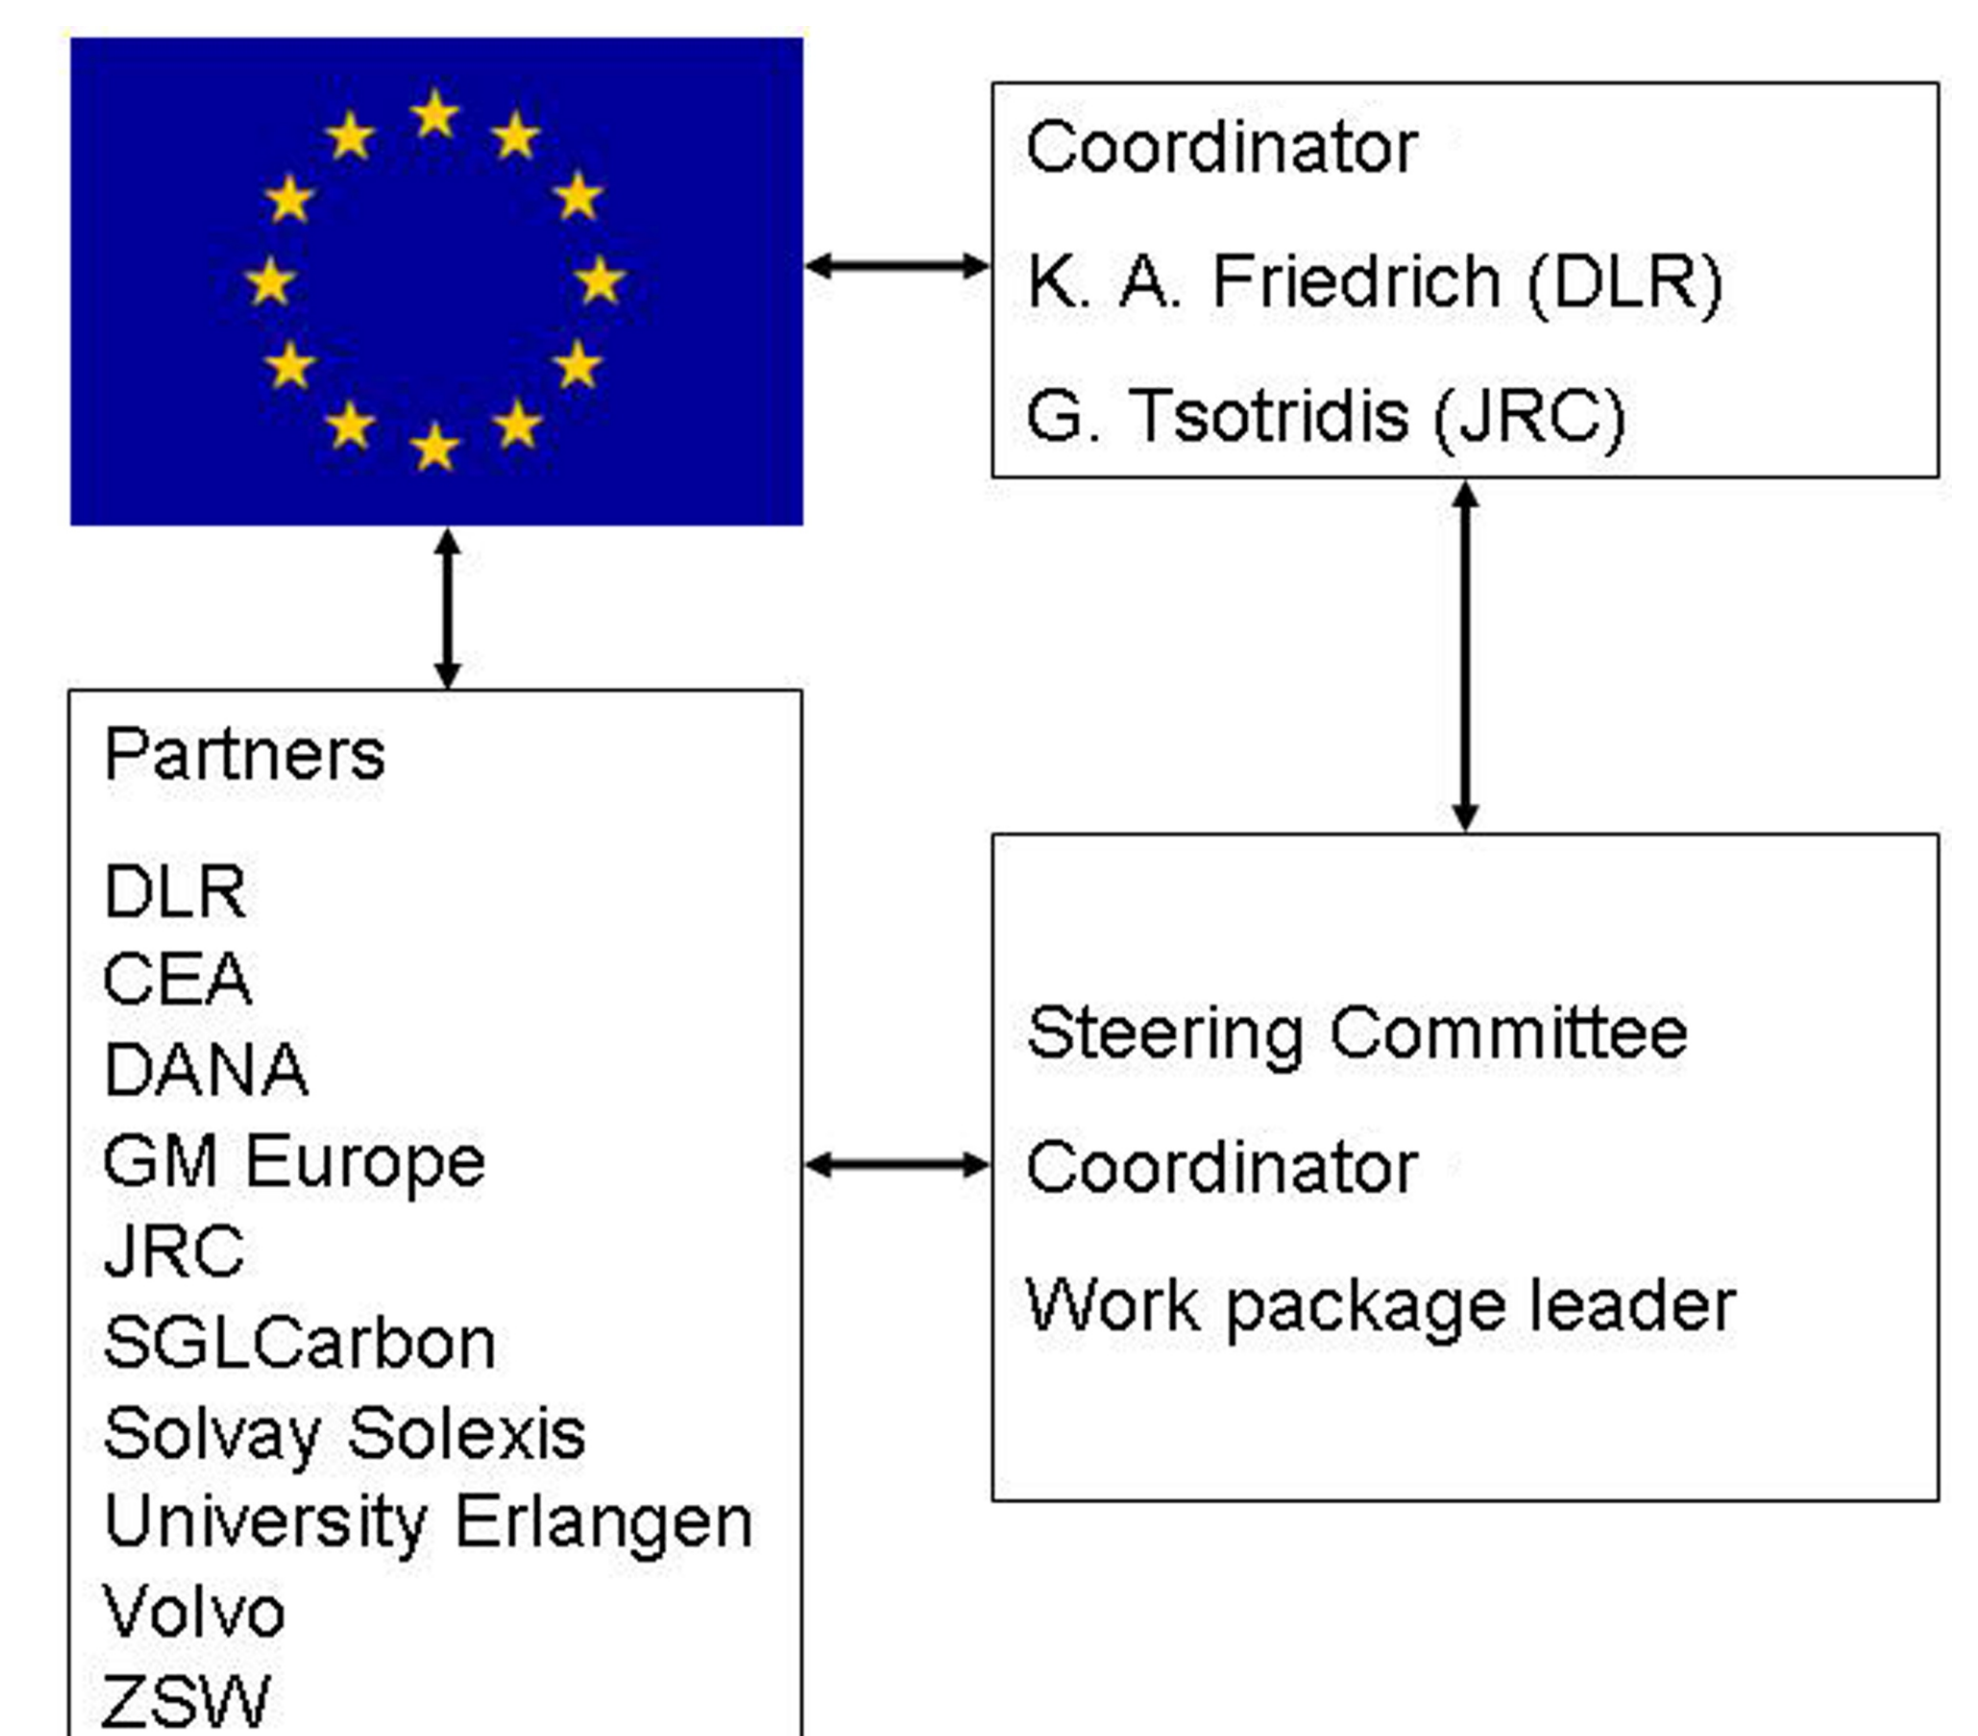 Coordinator
K. A. Friedrich (DLR)
G. Tsotridis (JRC)
Partners
DLR
CEA
DANA
GM Europe
JRC
SGLCarbon
Solvay Solexis
University Erlangen
Volvo
ZSW
Steering Committee
Coordinator
Work package leader